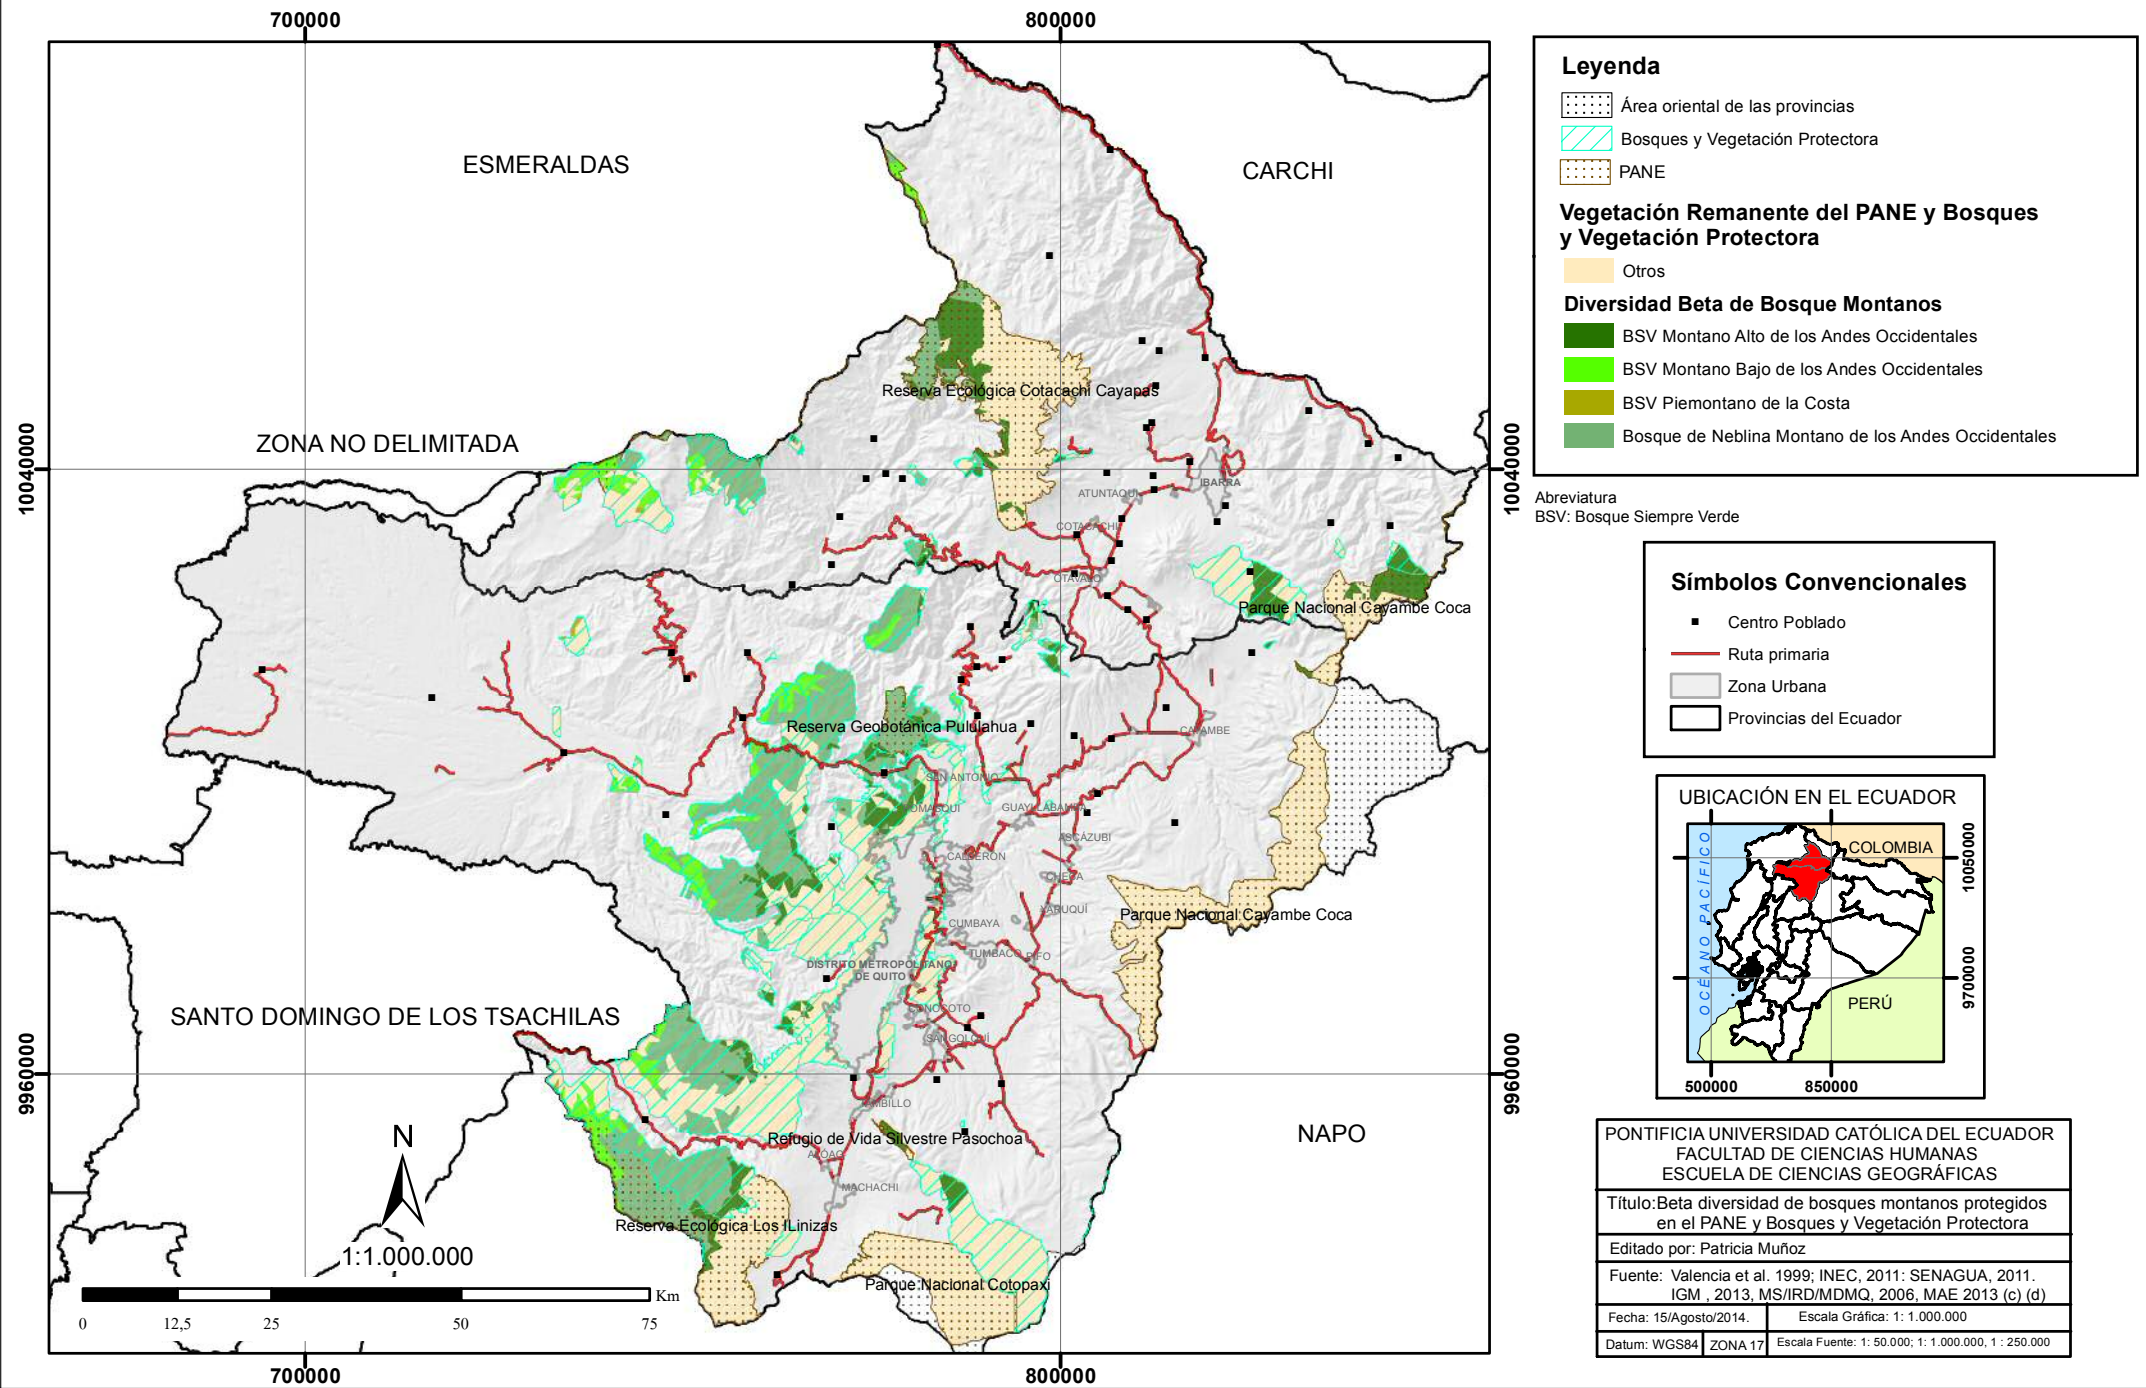 700000
800000
ESMERALDAS
CARCHI
ZONA NO DELIMITADA
10040000
10040000
Reserva Ecológica Cotacachi Cayapas
ATUNTAQUI
IBARRA
COTACACHI
OTAVALO
Parque Nacional Cayambe Coca
Reserva Geobotánica Pululahua
CAYAMBE
SAN ANTONIO
POMASQUI
GUAYLLABAMBA
ASCÁZUBI
CALDERÓN
CHECA
YARUQUÍ
Parque Nacional Cayambe Coca
CUMBAYA
TUMBACO
PIFO
DISTRITO METROPOLITANO
DE QUITO
CONOCOTO
SANGOLQUÍ
SANTO DOMINGO DE LOS TSACHILAS
9960000
9960000
TAMBILLO
Refugio de Vida Silvestre Pasochoa
ALÓAG
MACHACHI
NAPO
Reserva Ecológica Los ILinizas
Parque Nacional Cotopaxi
N
1:1.000.000
Km
0 12,5 25 50 75
700000
800000
Leyenda
Área oriental de las provincias
Bosques y Vegetación Protectora
PANE
Vegetación Remanente del PANE y Bosques
y Vegetación Protectora
Otros
Diversidad Beta de Bosque Montanos
BSV Montano Alto de los Andes Occidentales
BSV Montano Bajo de los Andes Occidentales
BSV Piemontano de la Costa
Bosque de Neblina Montano de los Andes Occidentales
Abreviatura
BSV: Bosque Siempre Verde
Símbolos Convencionales
Centro Poblado
Ruta primaria
Zona Urbana
Provincias del Ecuador
UBICACIÓN EN EL ECUADOR
OCÉANO PACÍFICO
COLOMBIA
PERÚ
10050000
9700000
500000
850000
PONTIFICIA UNIVERSIDAD CATÓLICA DEL ECUADOR
FACULTAD DE CIENCIAS HUMANAS
ESCUELA DE CIENCIAS GEOGRÁFICAS
Título:Beta diversidad de bosques montanos protegidos
en el PANE y Bosques y Vegetación Protectora
Editado por: Patricia Muñoz
Fuente: Valencia et al. 1999; INEC, 2011: SENAGUA, 2011.
IGM , 2013, MS/IRD/MDMQ, 2006, MAE 2013 (c) (d)
Fecha: 15/Agosto/2014.
Escala Gráfica: 1: 1.000.000
Datum: WGS84
ZONA 17
Escala Fuente: 1: 50.000; 1: 1.000.000, 1 : 250.000